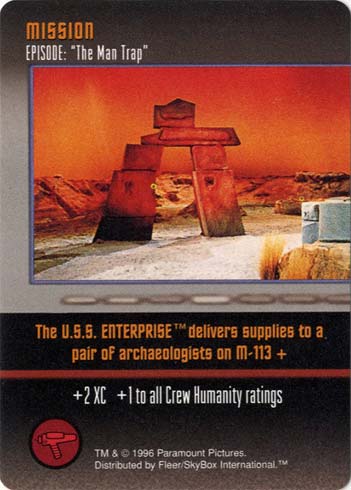 MISSION
EPISODE: "The Man Trap"
The U.S.S. ENTERPRISE™ delivers supplies to a
pair of archaeologists on M-113 +
+2 XC +1 to all Crew Humanity ratings
TM & © 1996 Paramount Pictures.
Distributed by Fleer/SkyBox International.™